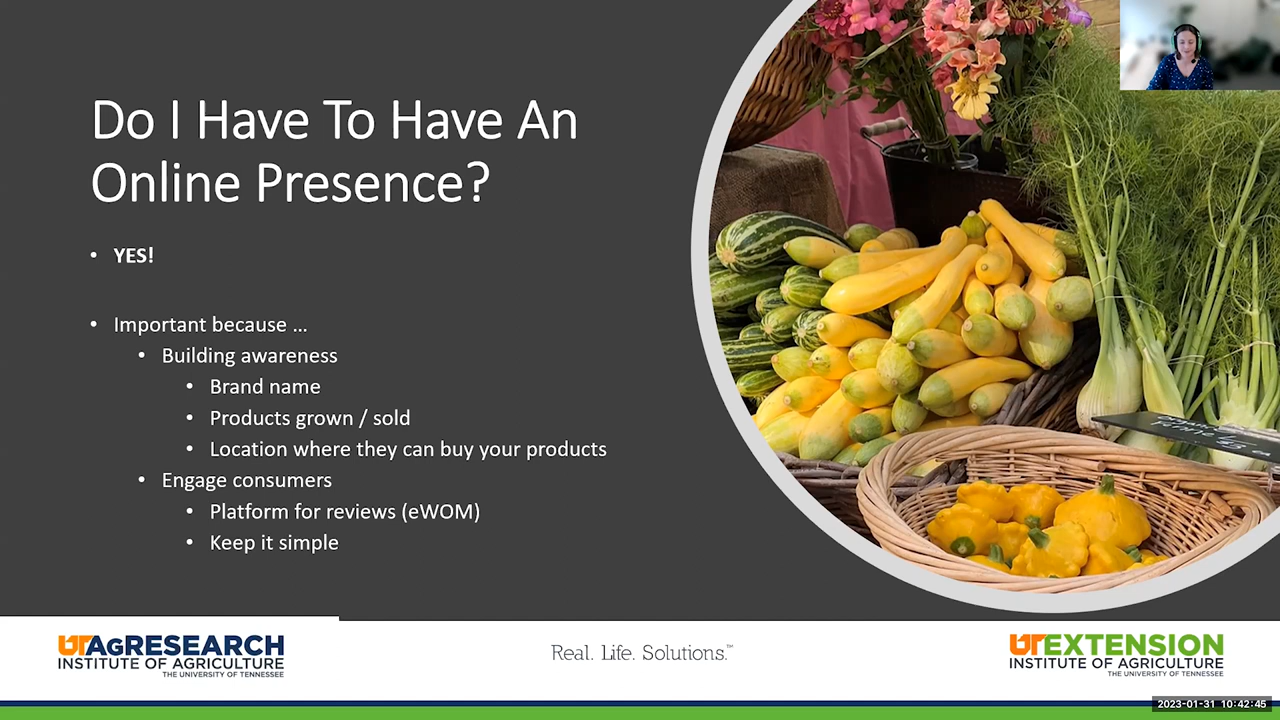 Do I Have To Have An
Online Presence?
• YES!
• Important because ...
• Building awareness
• Brand name
• Products grown / sold
• Location where they can buy your products
• Engage consumers
• Platform for reviews (eWOM)
• Keep it simple
UTAGRESEARCH
INSTITUTE OF AGRICULTURE
THE UNIVERSITY OF TENNESSEE
Real. Life. Solutions.™
UTEXTENSION
INSTITUTE OF AGRICULTURE
THE UNIVERSITY OF TENNESSEE
2023-01-31 10:42:45